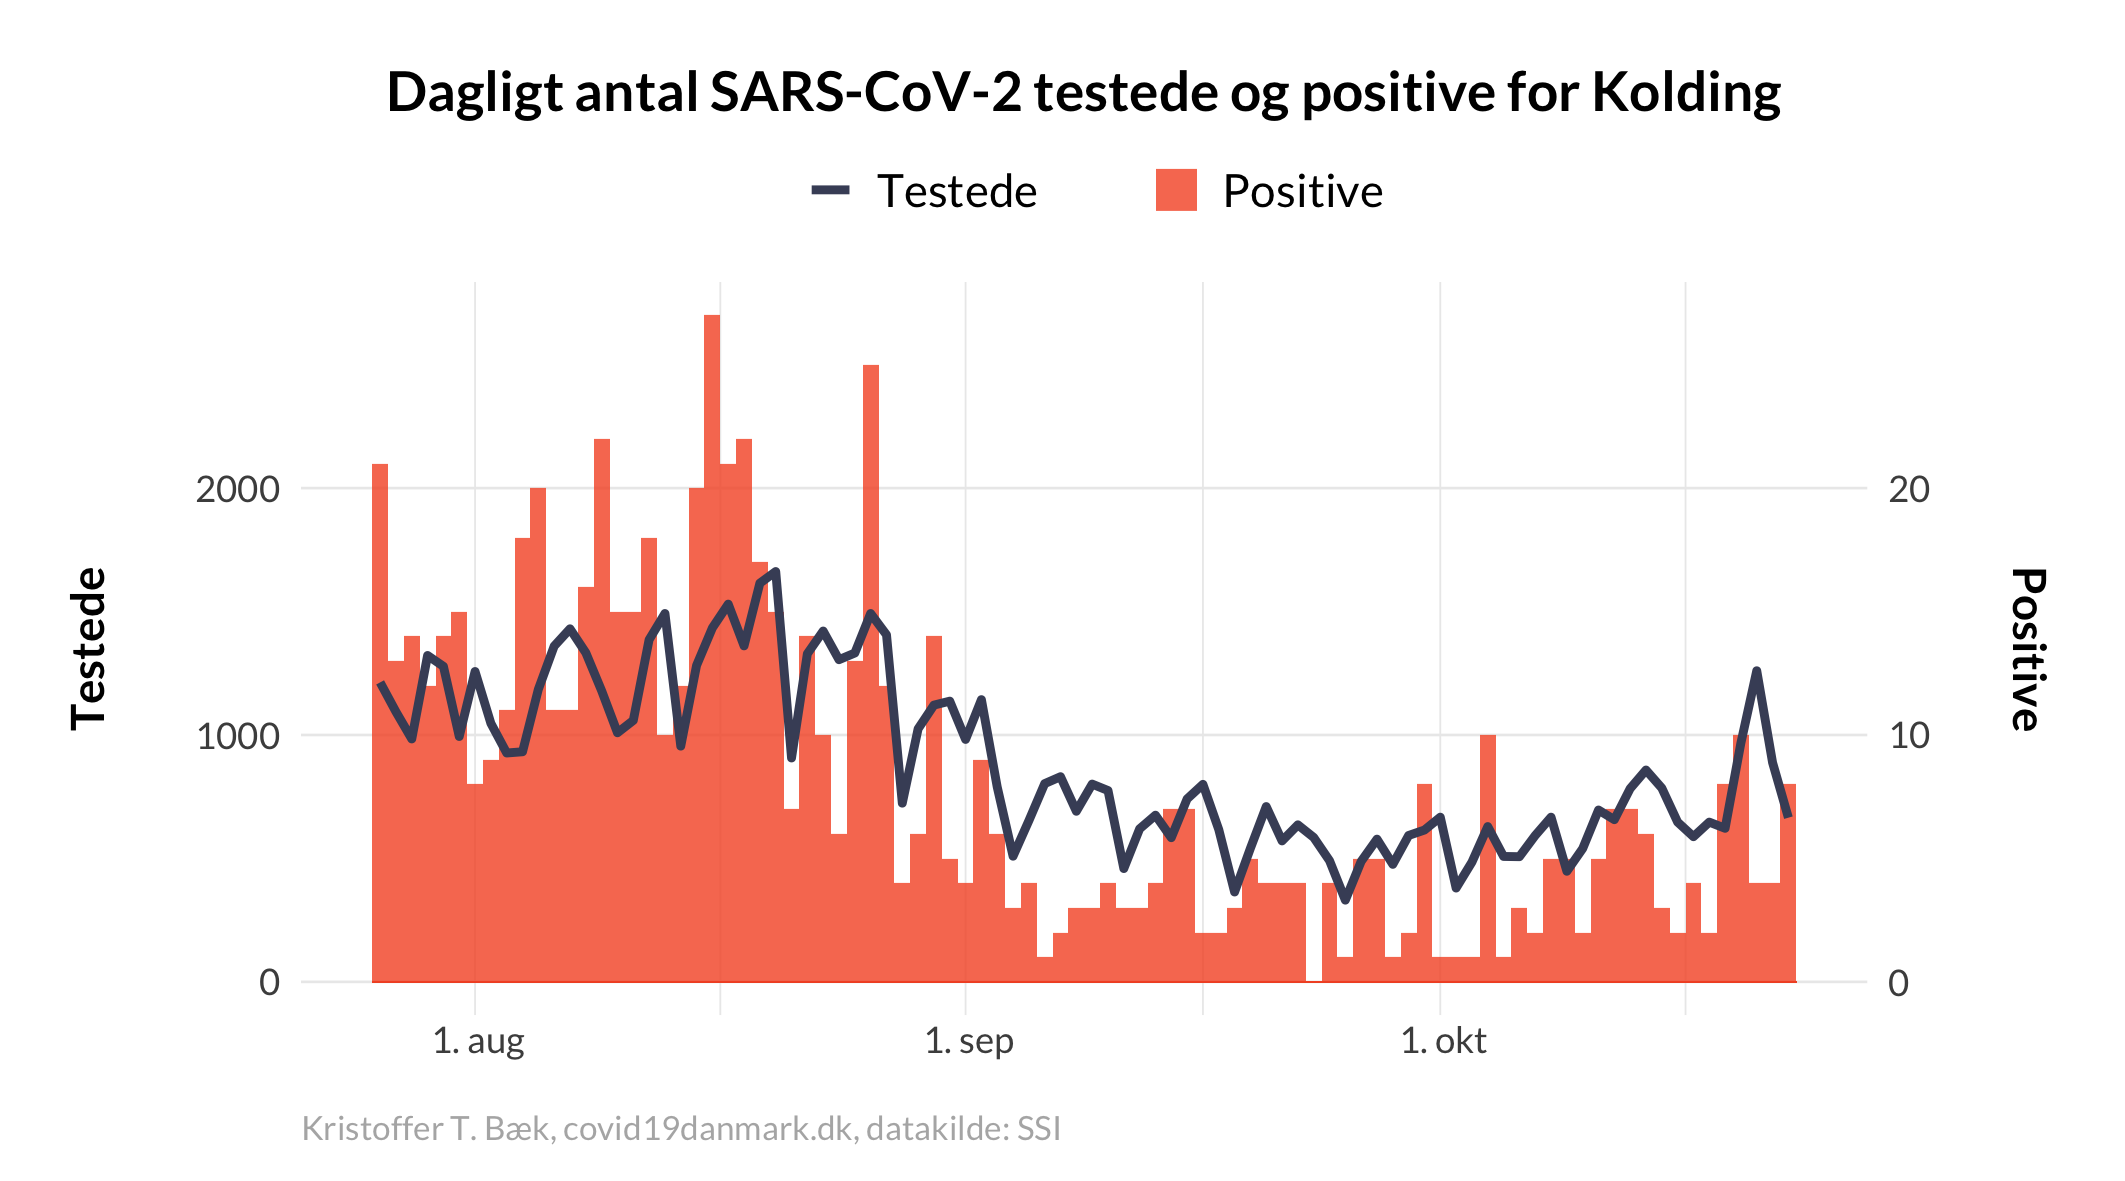 Dagligt antal SARS-CoV-2 testede og positive for Kolding
Testede
Positive
2000
1000
0
Testede
20
10
0
Positive
1. aug
1. sep
1. okt
Kristoffer T. Bæk, covid19danmark.dk, datakilde: SSI